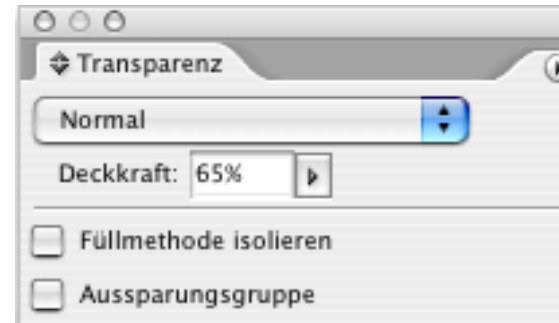 Transparenz
Normal
Deckkraft: 65%
Füllmethode isolieren
Aussparungsgruppe